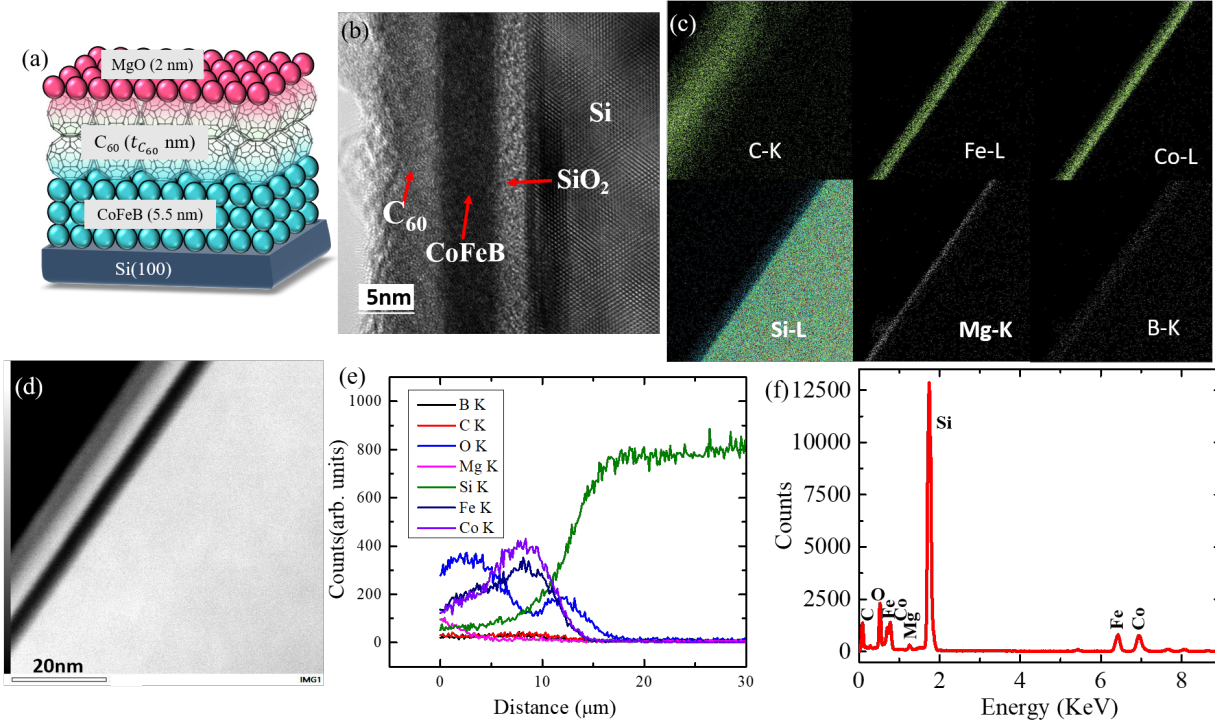 (a)
MgO (2 nm)
C₆₀ (t_C₆₀ nm)
CoFeB (5.5 nm)
Si(100)
(b)
Si
SiO₂
C₆₀
CoFeB
5nm
(c)
C-K
Fe-L
Co-L
Si-L
Mg-K
B-K
(d)
20nm
IMG1
(e)
1000
800
600
400
200
0
Counts(arb. units)
B K
C K
O K
Mg K
Si K
Fe K
Co K
0
10
20
30
Distance (μm)
(f)
12500
10000
7500
5000
2500
0
Counts
C
O
Fe
Co
Mg
Si
Fe
Co
0
2
4
6
8
Energy (KeV)